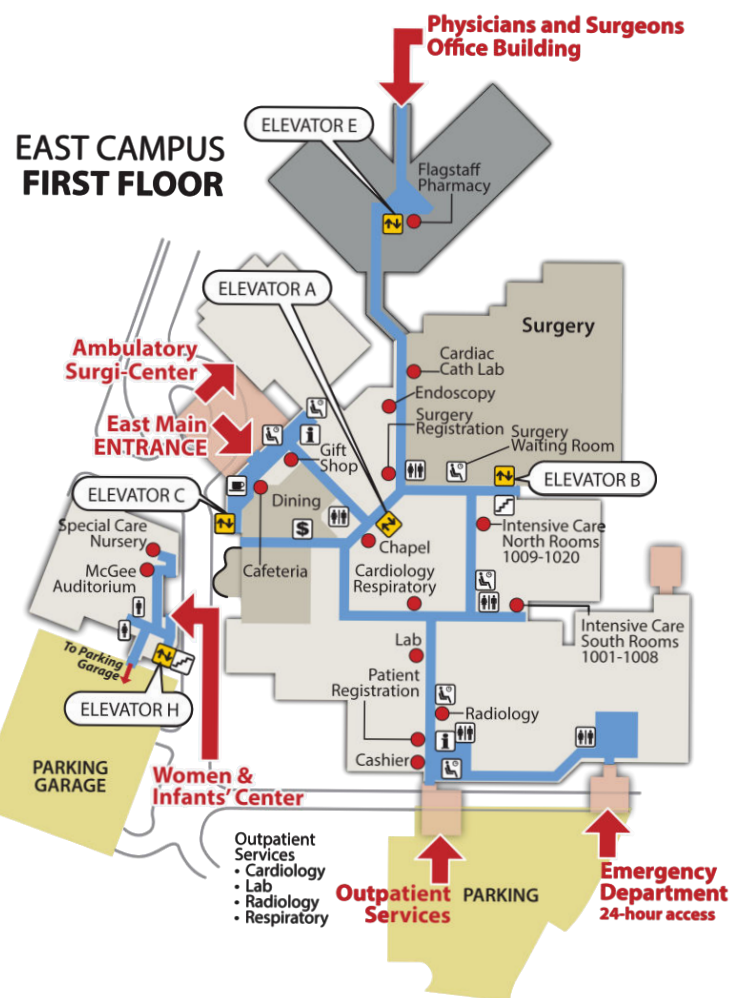 Physicians and Surgeons
Office Building
ELEVATOR E
EAST CAMPUS
FIRST FLOOR
Flagstaff
Pharmacy
ELEVATOR A
Surgery
Ambulatory
Surgi-Center
Cardiac
Cath Lab
Endoscopy
Surgery
Registration
Surgery
Waiting Room
East Main
ENTRANCE
i
Gift
Shop
ELEVATOR B
ELEVATOR C
Dining
$
Special Care
Nursery
Intensive Care
North Rooms
1009-1020
Chapel
McGee
Auditorium
Cafeteria
Cardiology
Respiratory
Intensive Care
South Rooms
1001-1008
Lab
To Parking
Garage
Patient
Registration
ELEVATOR H
Radiology
i
Cashier
PARKING
GARAGE
Women &
Infants' Center
Outpatient
Services
• Cardiology
• Lab
• Radiology
• Respiratory
Outpatient
Services
PARKING
Emergency
Department
24-hour access